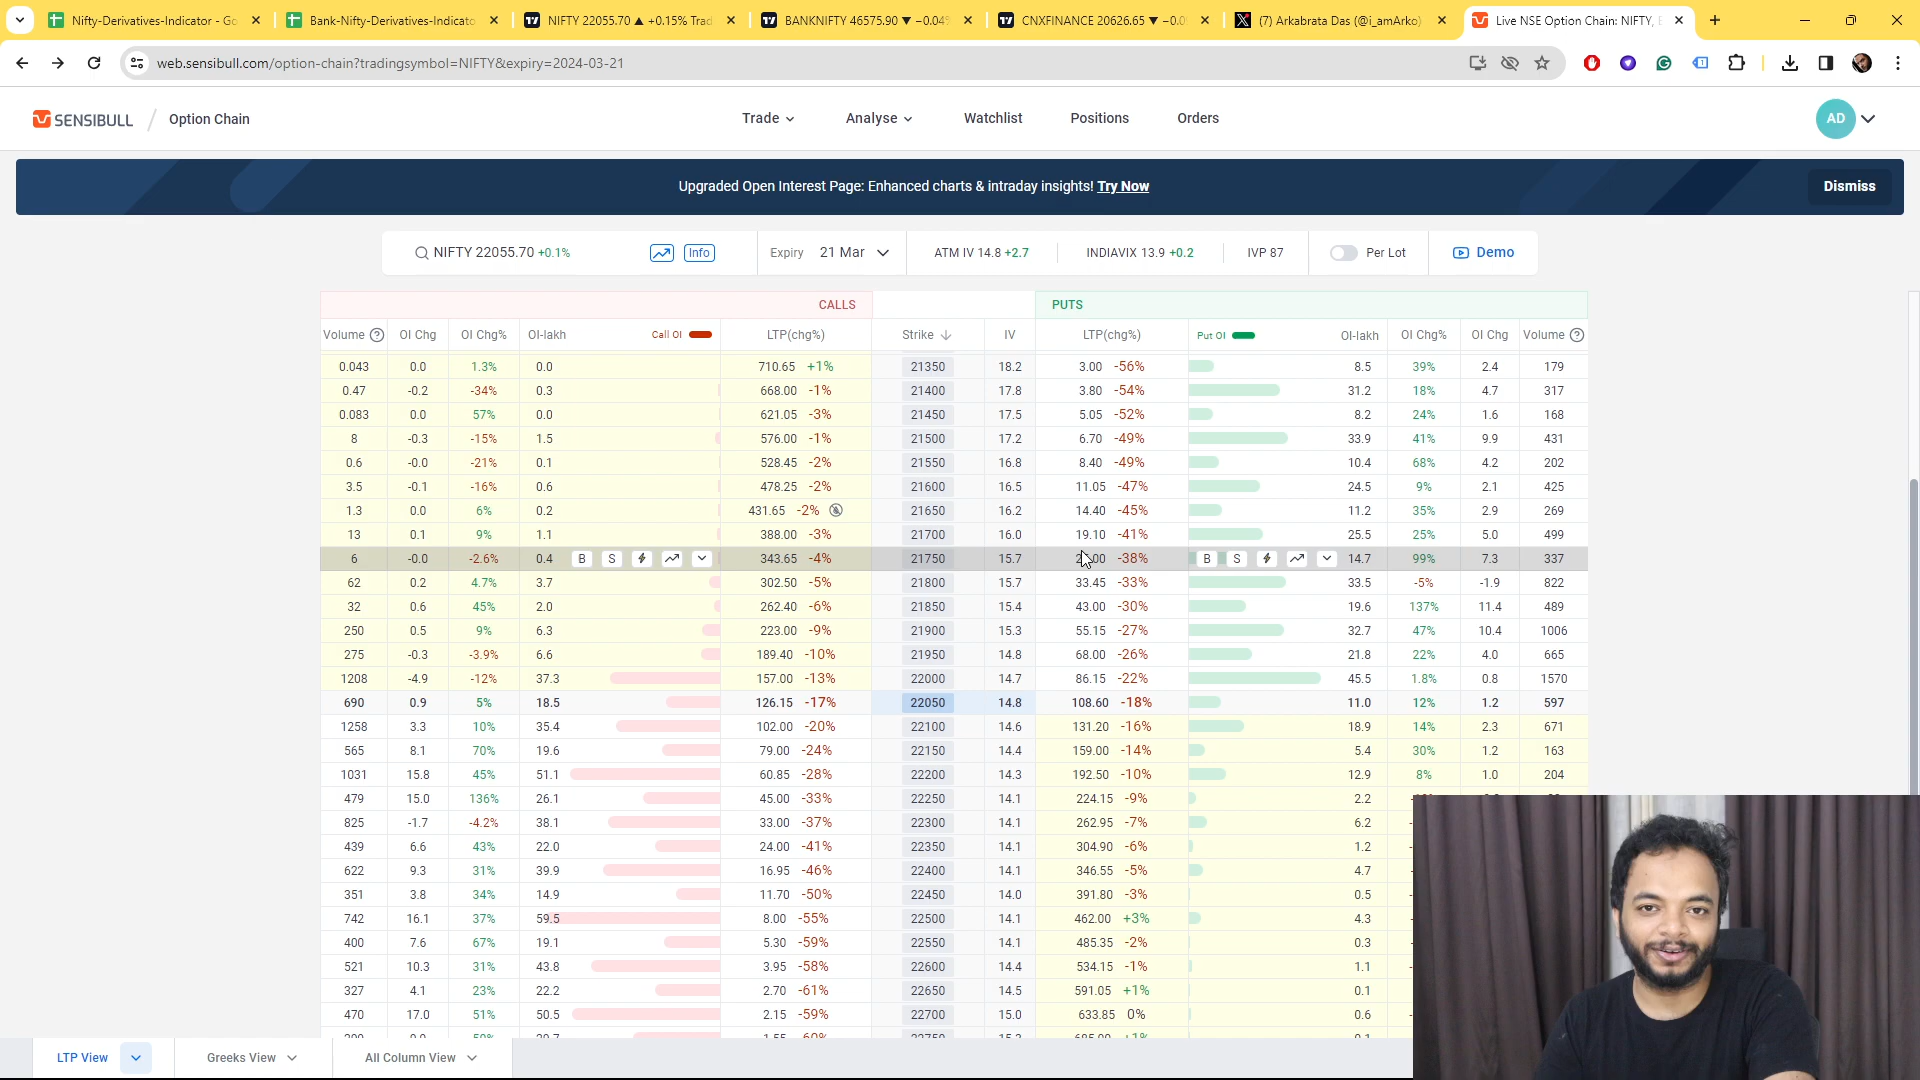 Nifty-Derivatives-Indicator - Go
Bank-Nifty-Derivatives-Indicato
NIFTY 22055.70 ▲ +0.15% Trad
BANKNIFTY 46575.90 ▼ −0.04%
CNXFINANCE 20626.65 ▼ −0.0
(7) Arkabrata Das (@i_amArko)
Live NSE Option Chain: NIFTY,
web.sensibull.com/option-chain?tradingsymbol=NIFTY&expiry=2024-03-21
SENSIBULL / Option Chain
Trade
Analyse
Watchlist
Positions
Orders
AD
Upgraded Open Interest Page: Enhanced charts & intraday insights! Try Now
Dismiss
NIFTY 22055.70 +0.1%
Info
Expiry 21 Mar
ATM IV 14.8 +2.7
INDIAVIX 13.9 +0.2
IVP 87
Per Lot
Demo
CALLS PUTS
Volume OI Chg OI Chg% OI-lakh Call OI LTP(chg%) Strike IV LTP(chg%) Put OI OI-lakh OI Chg% OI Chg Volume
0.043 0.0 1.3% 0.0 710.65 +1% 21350 18.2 3.00 -56% 8.5 39% 2.4 179
0.47 -0.2 -34% 0.3 668.00 -1% 21400 17.8 3.80 -54% 31.2 18% 4.7 317
0.083 0.0 57% 0.0 621.05 -3% 21450 17.5 5.05 -52% 8.2 24% 1.6 168
8 -0.3 -15% 1.5 576.00 -1% 21500 17.2 6.70 -49% 33.9 41% 9.9 431
0.6 -0.0 -21% 0.1 528.45 -2% 21550 16.8 8.40 -49% 10.4 68% 4.2 202
3.5 -0.1 -16% 0.6 478.25 -2% 21600 16.5 11.05 -47% 24.5 9% 2.1 425
1.3 0.0 6% 0.2 431.65 -2% 21650 16.2 14.40 -45% 11.2 35% 2.9 269
13 0.1 9% 1.1 388.00 -3% 21700 16.0 19.10 -41% 25.5 25% 5.0 499
6 -0.0 -2.6% 0.4 B S 343.65 -4% 21750 15.7 -38% B S 14.7 99% 7.3 337
62 0.2 4.7% 3.7 302.50 -5% 21800 15.7 33.45 -33% 33.5 -5% -1.9 822
32 0.6 45% 2.0 262.40 -6% 21850 15.4 43.00 -30% 19.6 137% 11.4 489
250 0.5 9% 6.3 223.00 -9% 21900 15.3 55.15 -27% 32.7 47% 10.4 1006
275 -0.3 -3.9% 6.6 189.40 -10% 21950 14.8 68.00 -26% 21.8 22% 4.0 665
1208 -4.9 -12% 37.3 157.00 -13% 22000 14.7 86.15 -22% 45.5 1.8% 0.8 1570
690 0.9 5% 18.5 126.15 -17% 22050 14.8 108.60 -18% 11.0 12% 1.2 597
1258 3.3 10% 35.4 102.00 -20% 22100 14.6 131.20 -16% 18.9 14% 2.3 671
565 8.1 70% 19.6 79.00 -24% 22150 14.4 159.00 -14% 5.4 30% 1.2 163
1031 15.8 45% 51.1 60.85 -28% 22200 14.3 192.50 -10% 12.9 8% 1.0 204
479 15.0 136% 26.1 45.00 -33% 22250 14.1 224.15 -9% 2.2
825 -1.7 -4.2% 38.1 33.00 -37% 22300 14.1 262.95 -7% 6.2
439 6.6 43% 22.0 24.00 -41% 22350 14.1 304.90 -6% 1.2
622 9.3 31% 39.9 16.95 -46% 22400 14.1 346.55 -5% 4.7
351 3.8 34% 14.9 11.70 -50% 22450 14.0 391.80 -3% 0.5
742 16.1 37% 59.5 8.00 -55% 22500 14.1 462.00 +3% 4.3
400 7.6 67% 19.1 5.30 -59% 22550 14.1 485.35 -2% 0.3
521 10.3 31% 43.8 3.95 -58% 22600 14.4 534.15 -1% 1.1
327 4.1 23% 22.2 2.70 -61% 22650 14.5 591.05 +1% 0.1
470 17.0 51% 50.5 2.15 -59% 22700 15.0 633.85 0% 0.6
LTP View
Greeks View
All Column View